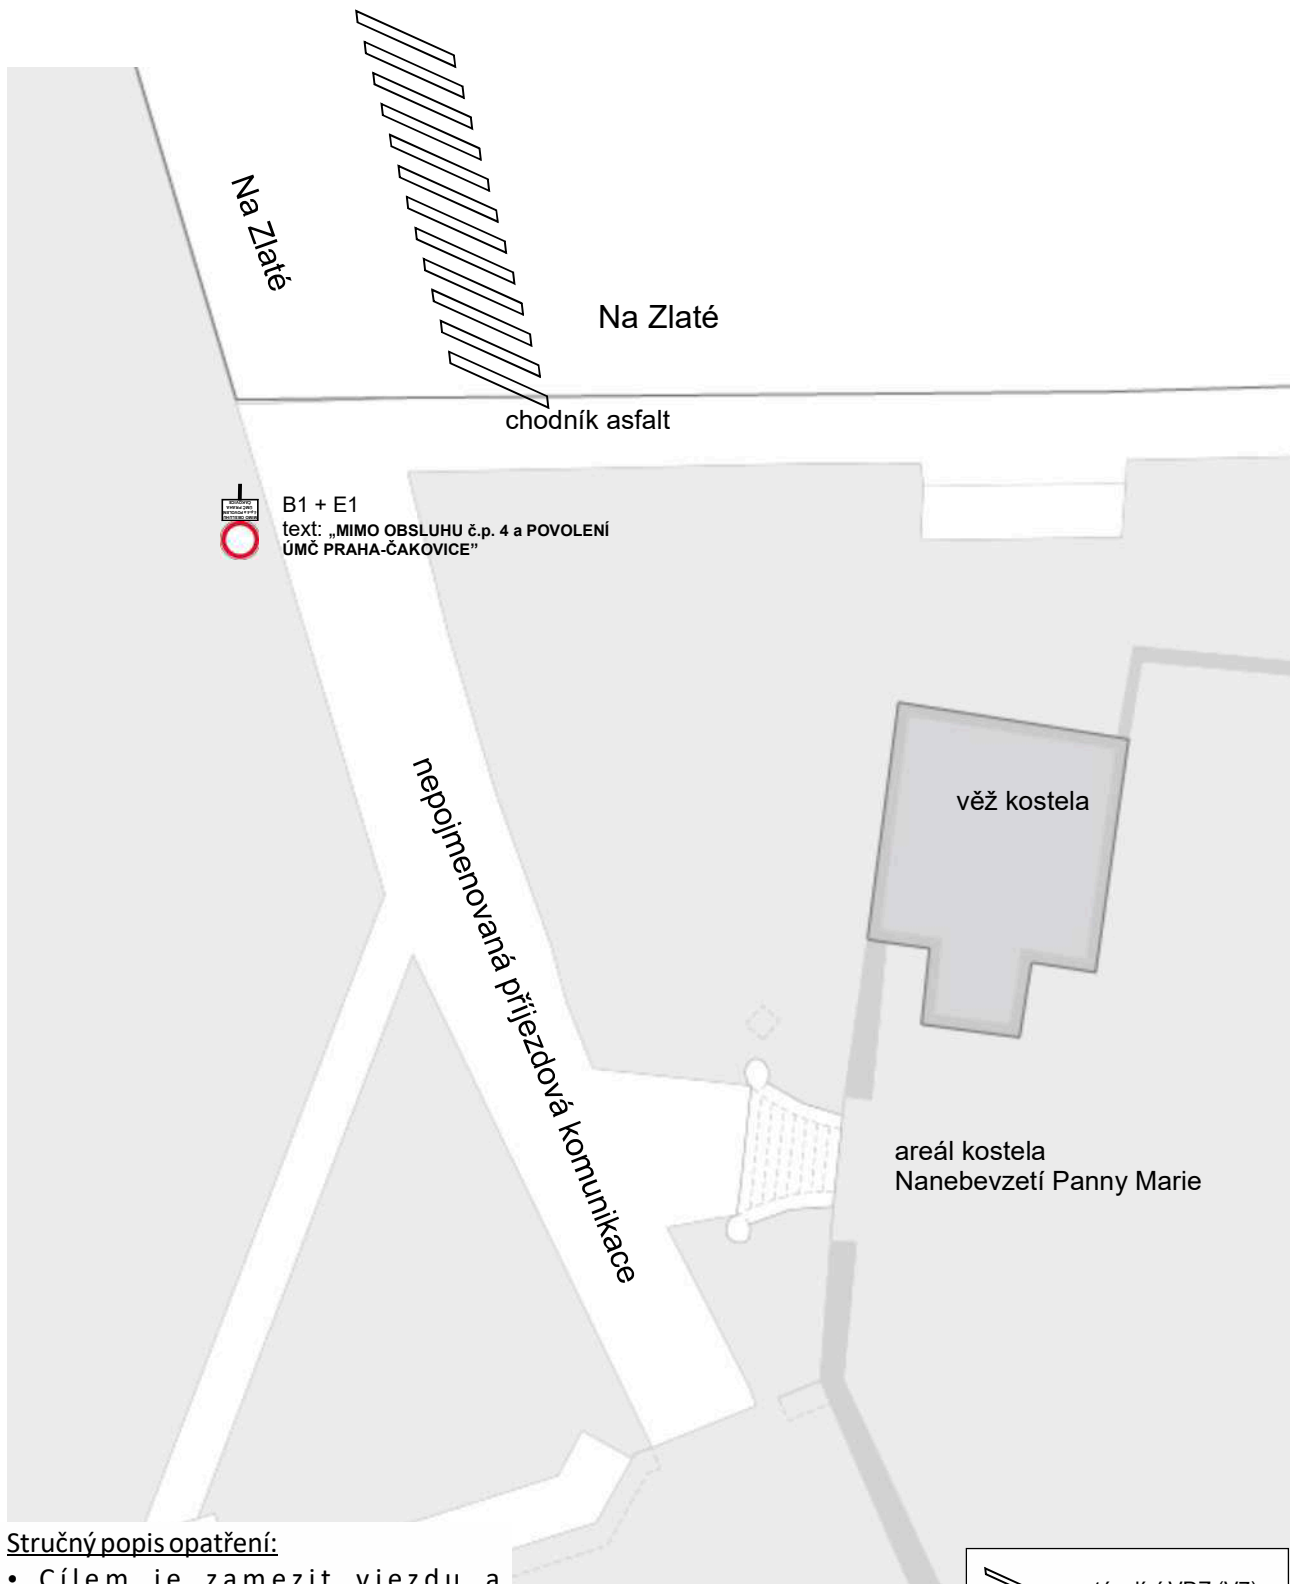 Na Zlaté
Na Zlaté
chodník asfalt
B1 + E1
text: „MIMO OBSLUHU č.p. 4 a POVOLENÍ
ÚMČ PRAHA-ČAKOVICE”
věž kostela
nepojmenovaná příjezdová komunikace
areál kostela
Nanebevzetí Panny Marie
Stručný popis opatření:
• Cílem je zamezit vjezdu a